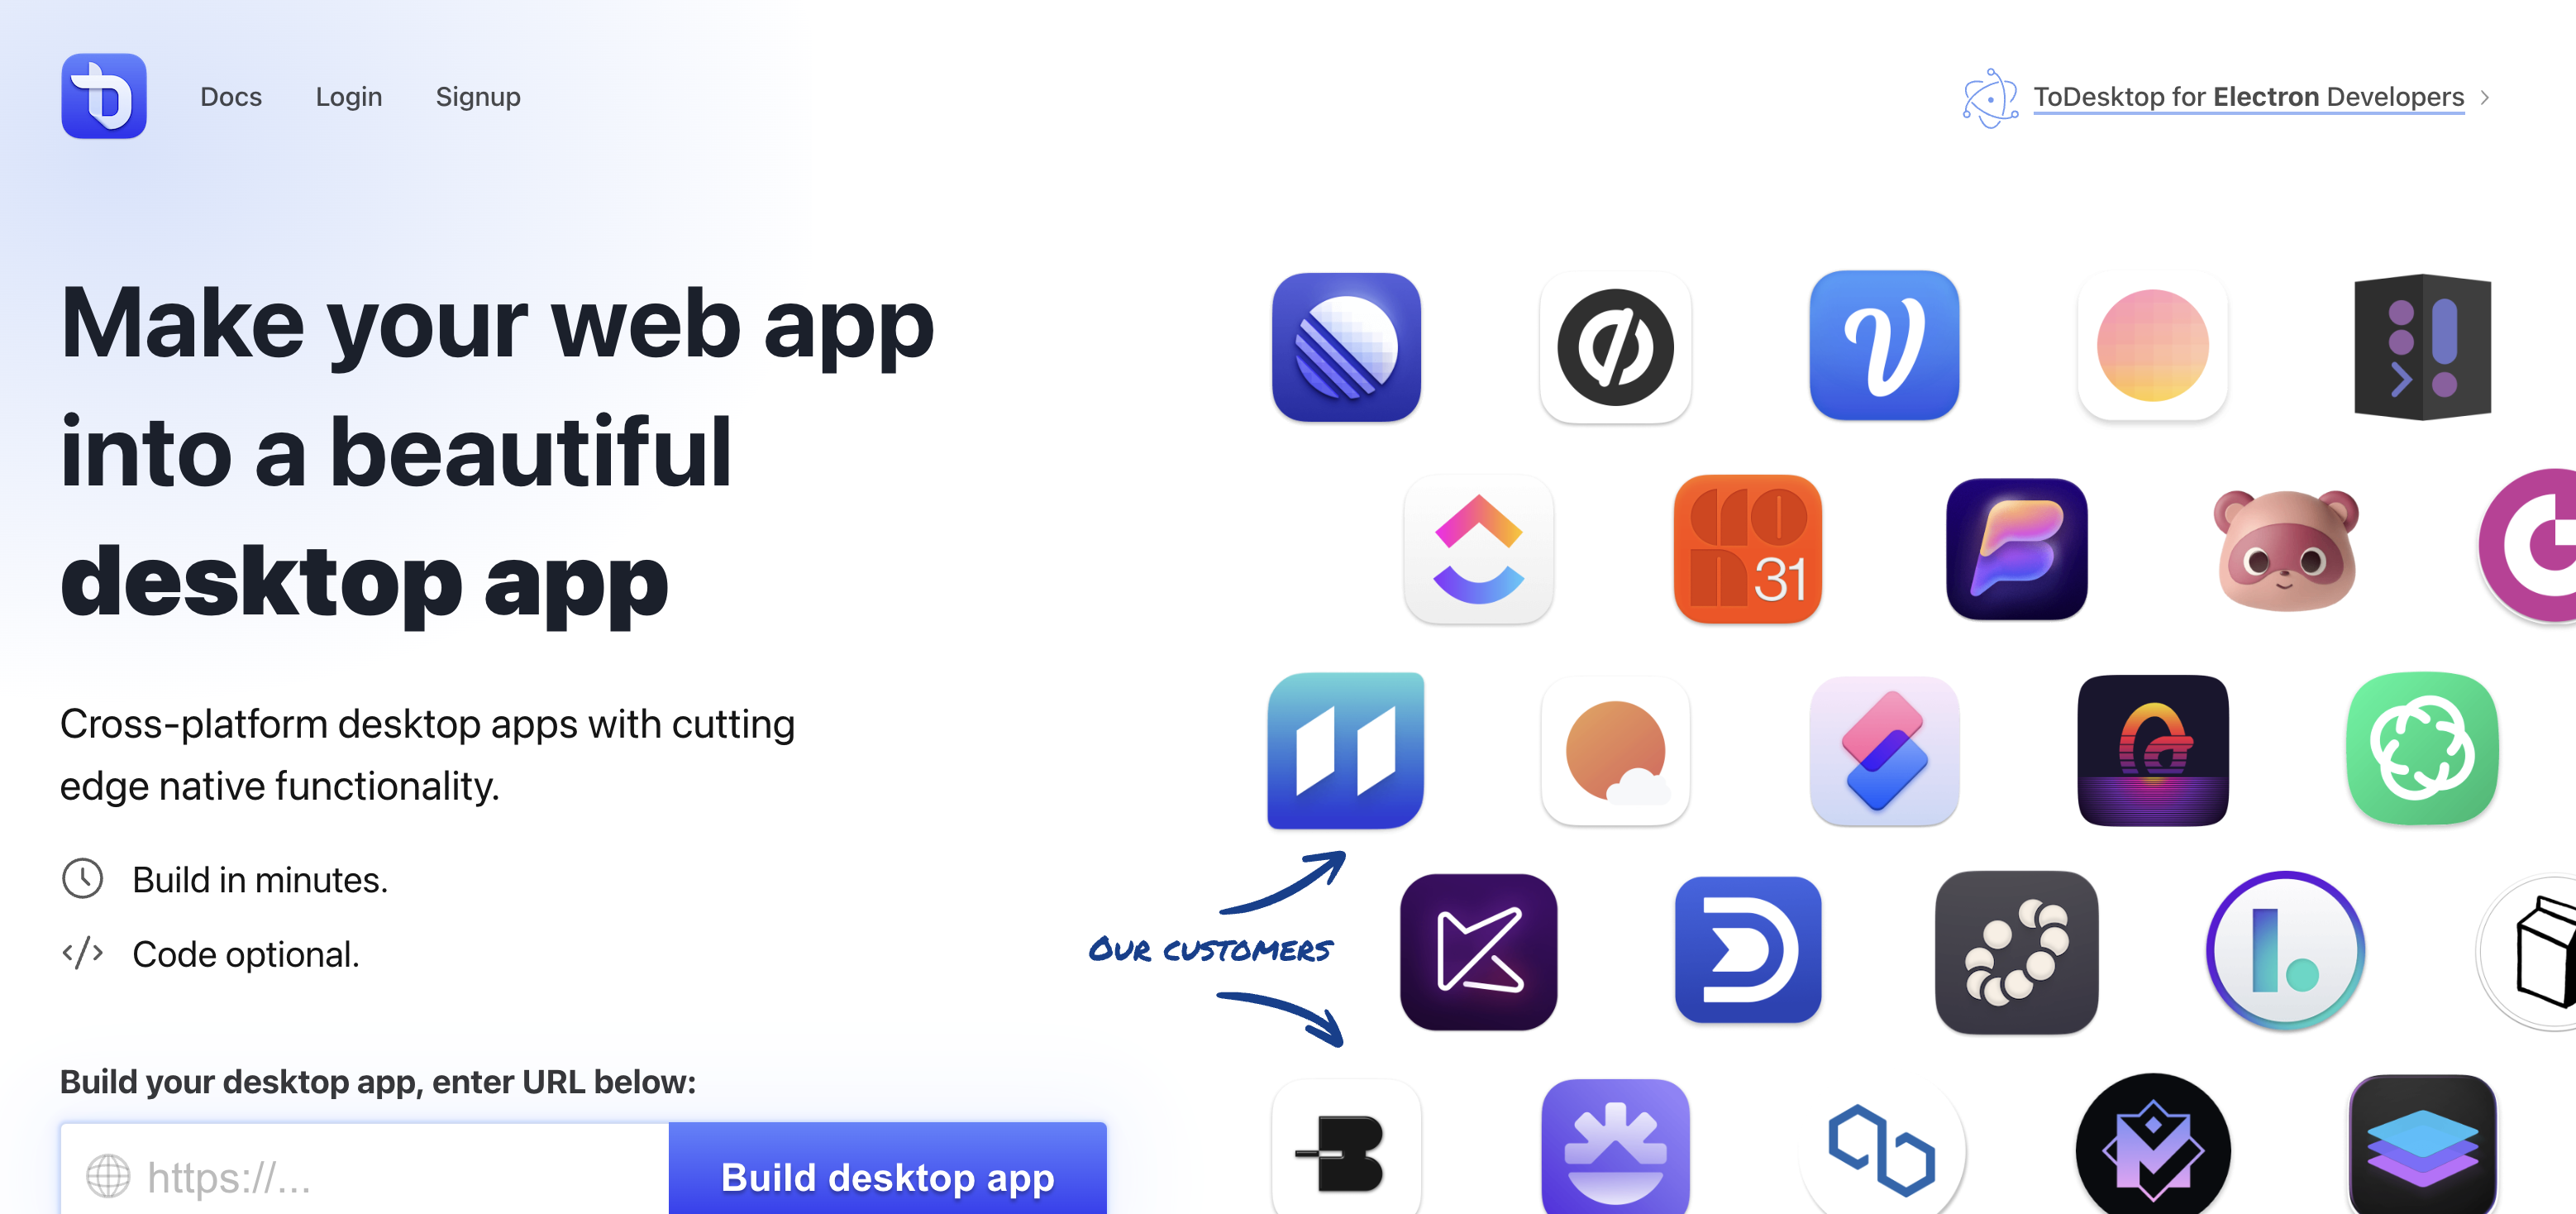 Docs
Login
Signup
ToDesktop for Electron Developers
Make your web app
into a beautiful
desktop app
Cross-platform desktop apps with cutting
edge native functionality.
Build in minutes.
Code optional.
Our customers
Build your desktop app, enter URL below:
https://...
Build desktop app
31